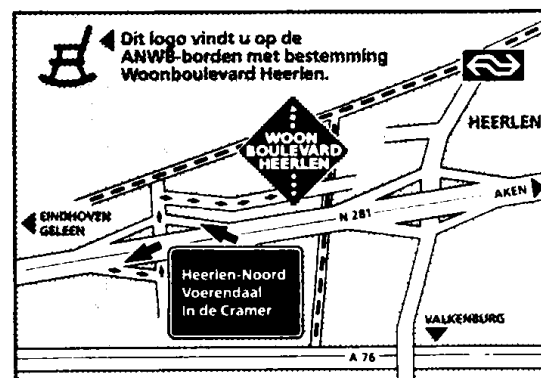 Dit logo vindt u op de
ANWB-borden met bestemming
Woonboulevard Heerlen.
HEERLEN
WOON
BOULEVARD
HEERLEN
AKEN
EINDHOVEN
GELEEN
N 281
Heerlen-Noord
Voerendaal
In de Cramer
VALKENBURG
A 76